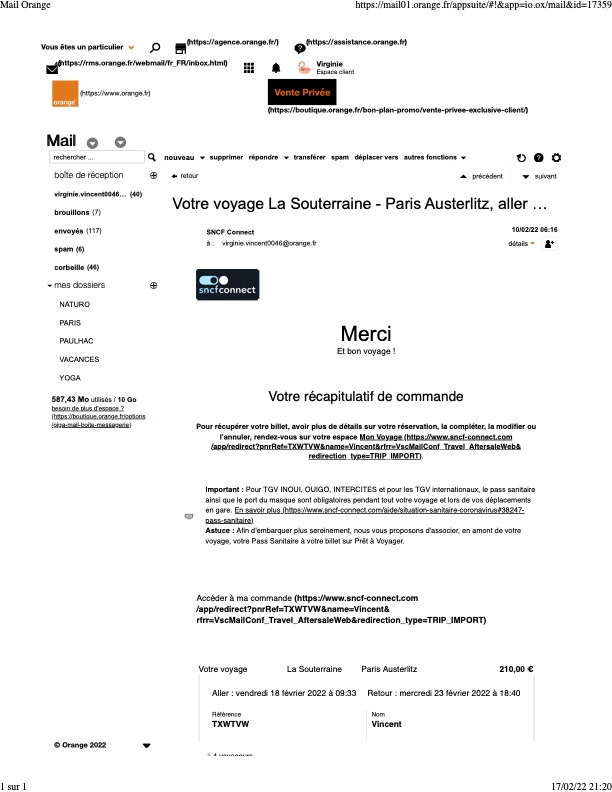 Mail Orange https://mail01.orange.fr/appsuite/#!&app=io.ox/mail&id=17359
Vous êtes un particulier (https://agence.orange.fr/) (https://assistance.orange.fr)
(https://rms.orange.fr/webmail/fr_FR/inbox.html) Virginie
Espace client
orange (https://www.orange.fr) Vente Privée
(https://boutique.orange.fr/bon-plan-promo/vente-privee-exclusive-client/)
Mail
rechercher ... nouveau supprimer répondre transférer spam déplacer vers autres fonctions
boîte de réception retour précédent suivant
virginie.vincent0046... (40)
brouillons (7)
envoyés (117)
spam (6)
corbeille (46)
mes dossiers
NATURO
PARIS
PAULHAC
VACANCES
YOGA
587,43 Mo utilisés / 10 Go
besoin de plus d'espace ?
(https://boutique.orange.fr/options
/giga-mail-boite-messagerie)
Votre voyage La Souterraine - Paris Austerlitz, aller …
SNCF Connect 10/02/22 06:16
à : virginie.vincent0046@orange.fr détails
sncf connect
Merci
Et bon voyage !
Votre récapitulatif de commande
Pour récupérer votre billet, avoir plus de détails sur votre réservation, la compléter, la modifier ou
l'annuler, rendez-vous sur votre espace Mon Voyage (https://www.sncf-connect.com
/app/redirect?pnrRef=TXWTVW&name=Vincent&rfrr=VscMailConf_Travel_AftersaleWeb&
redirection_type=TRIP_IMPORT).
Important : Pour TGV INOUI, OUIGO, INTERCITES et pour les TGV internationaux, le pass sanitaire
ainsi que le port du masque sont obligatoires pendant tout votre voyage et lors de vos déplacements
en gare. En savoir plus (https://www.sncf-connect.com/aide/situation-sanitaire-coronavirus#38247-
pass-sanitaire)
Astuce : Afin d'embarquer plus sereinement, nous vous proposons d'associer, en amont de votre
voyage, votre Pass Sanitaire à votre billet sur Prêt à Voyager.
Accéder à ma commande (https://www.sncf-connect.com
/app/redirect?pnrRef=TXWTVW&name=Vincent&
rfrr=VscMailConf_Travel_AftersaleWeb&redirection_type=TRIP_IMPORT)
Votre voyage La Souterraine Paris Austerlitz 210,00 €
Aller : vendredi 18 février 2022 à 09:33 Retour : mercredi 23 février 2022 à 18:40
Référence Nom
TXWTVW Vincent
© Orange 2022
1 sur 1 17/02/22 21:20